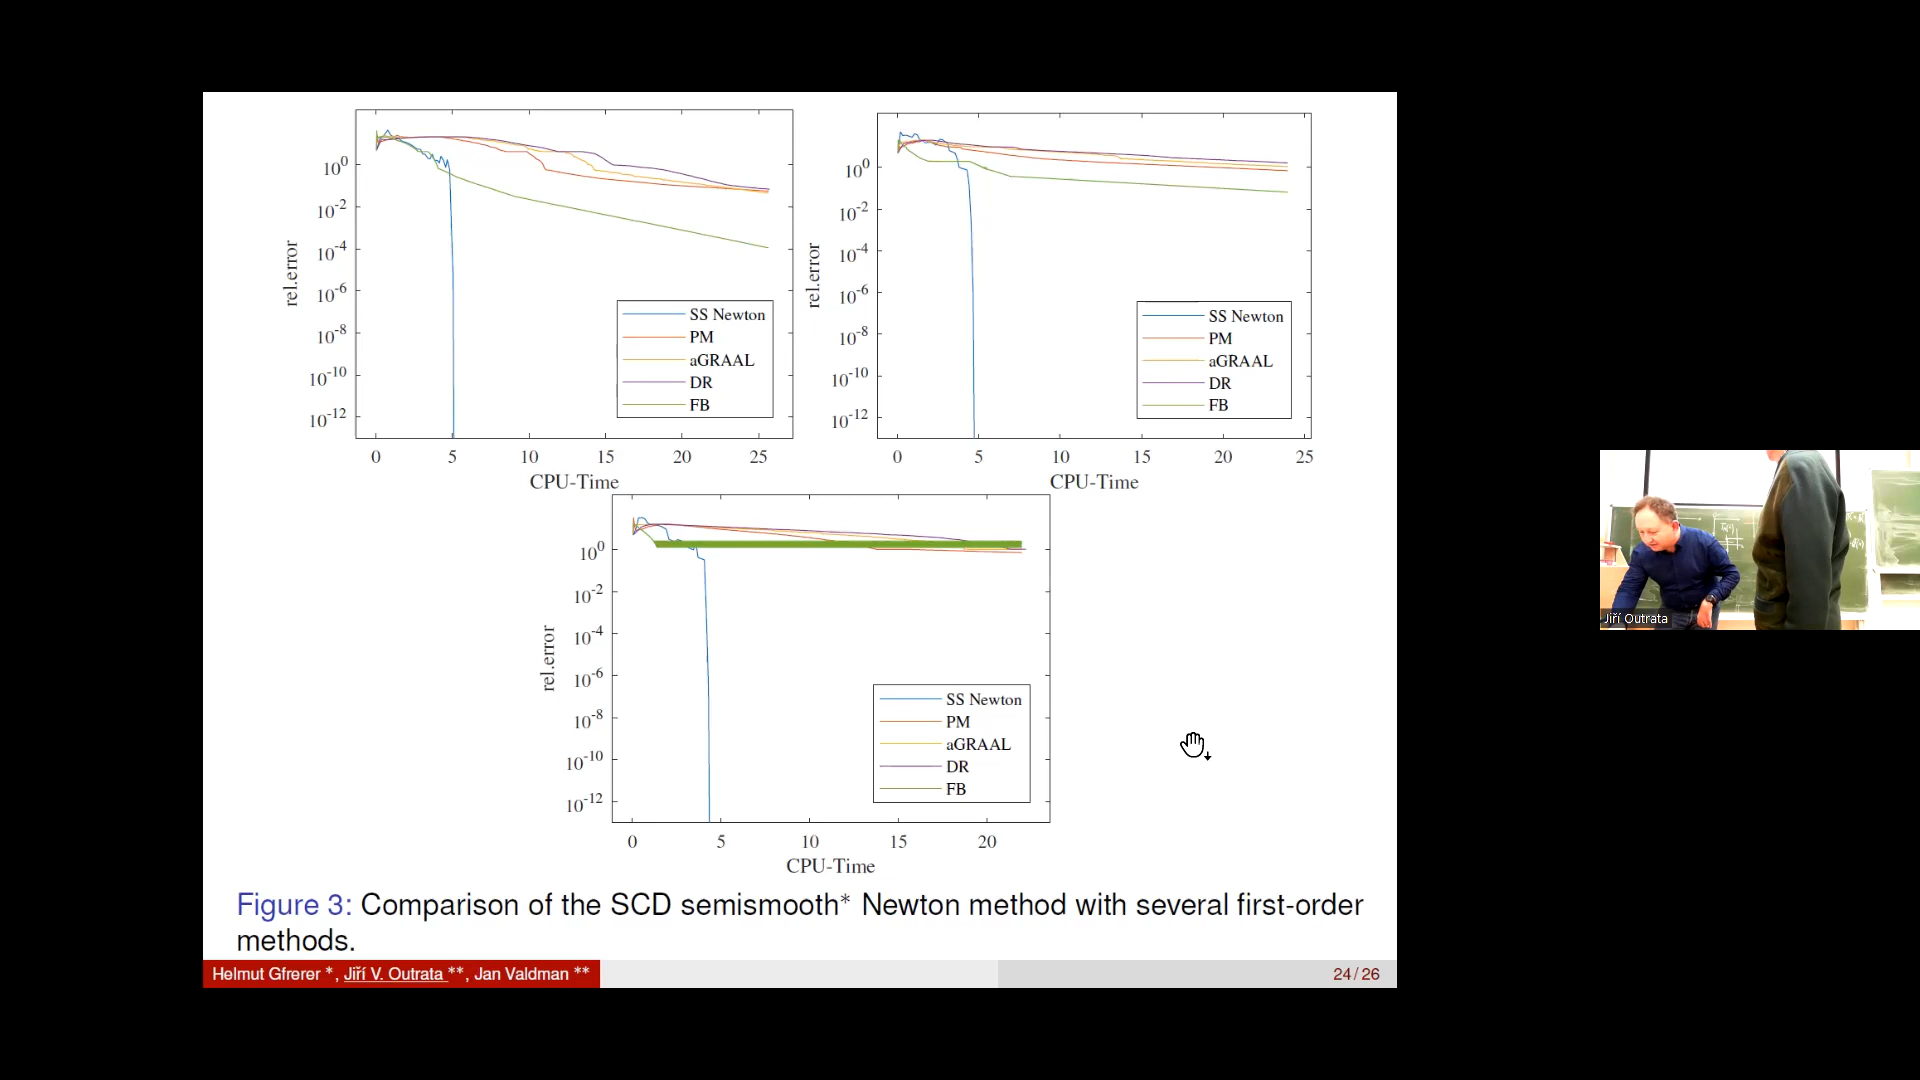 10^0
10^-2
10^-4
10^-6
10^-8
10^-10
10^-12
rel.error
SS Newton
PM
aGRAAL
DR
FB
0 5 10 15 20 25
CPU-Time
10^0
10^-2
10^-4
10^-6
10^-8
10^-10
10^-12
rel.error
SS Newton
PM
aGRAAL
DR
FB
0 5 10 15 20 25
CPU-Time
10^0
10^-2
10^-4
10^-6
10^-8
10^-10
10^-12
rel.error
SS Newton
PM
aGRAAL
DR
FB
0 5 10 15 20
CPU-Time
Figure 3: Comparison of the SCD semismooth* Newton method with several first-order
methods.
Helmut Gfrerer *, Jiří V. Outrata **, Jan Valdman **
24 / 26
Jiří Outrata